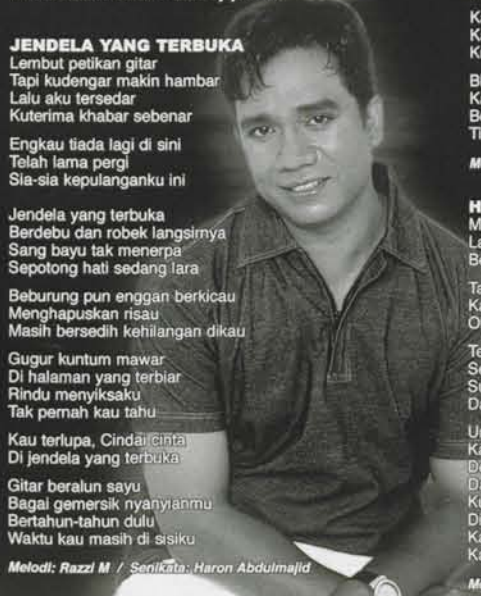 JENDELA YANG TERBUKA
Lembut petikan gitar
Tapi kudengar makin hambar
Lalu aku tersedar
Kuterima khabar sebenar
Engkau tiada lagi di sini
Telah lama pergi
Sia-sia kepulanganku ini
Jendela yang terbuka
Berdebu dan robek langsirnya
Sang bayu tak menerpa
Sepotong hati sedang lara
Beburung pun enggan berkicau
Menghapuskan risau
Masih bersedih kehilangan dikau
Gugur kuntum mawar
Di halaman yang terbiar
Rindu menyiksaku
Tak pernah kau tahu
Kau terlupa, Cindai cinta
Di jendela yang terbuka
Gitar beralun sayu
Bagai gemersik nyanyianmu
Bertahun-tahun dulu
Waktu kau masih di sisiku
Melodi: Razzi M / Senikata: Haron Abdulmajid